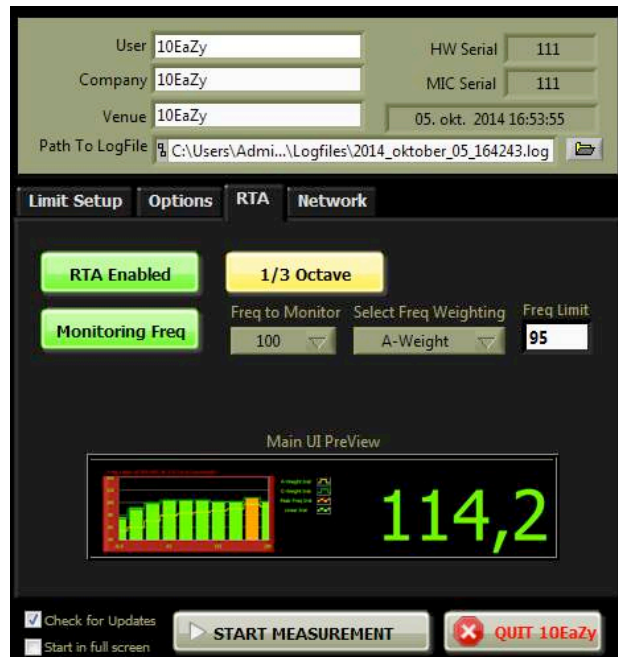 User 10EaZy HW Serial 111
Company 10EaZy MIC Serial 111
Venue 10EaZy 05. okt. 2014 16:53:55
Path To LogFile C:\Users\Admi...\Logfiles\2014_oktober_05_164243.log
Limit Setup Options RTA Network
RTA Enabled 1/3 Octave
Freq to Monitor Select Freq Weighting Freq Limit
Monitoring Freq 100 A-Weight 95
Main UI PreView
114,2
Check for Updates
START MEASUREMENT QUIT 10EaZy
Start in full screen